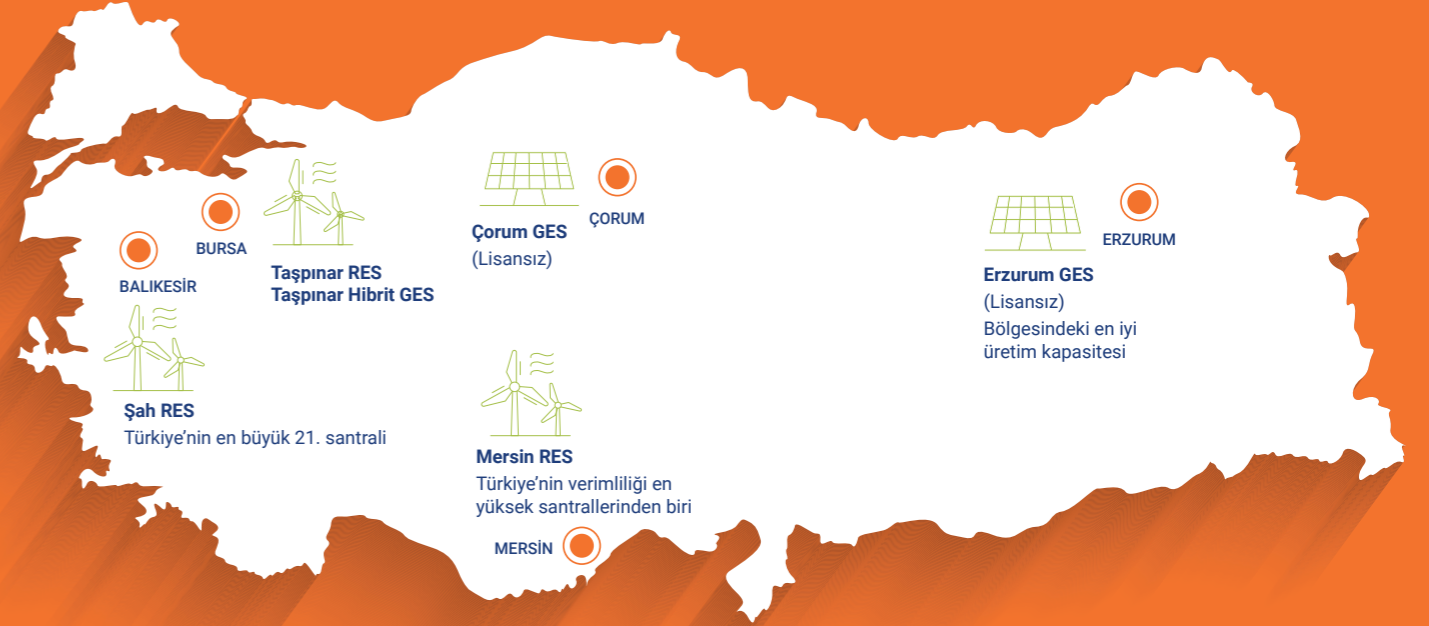 BURSA
BALIKESİR
Taşpınar RES
Taşpınar Hibrit GES
Şah RES
Türkiye'nin en büyük 21. santrali
ÇORUM
Çorum GES
(Lisansız)
Mersin RES
Türkiye'nin verimliliği en
yüksek santrallerinden biri
MERSİN
ERZURUM
Erzurum GES
(Lisansız)
Bölgesindeki en iyi
üretim kapasitesi